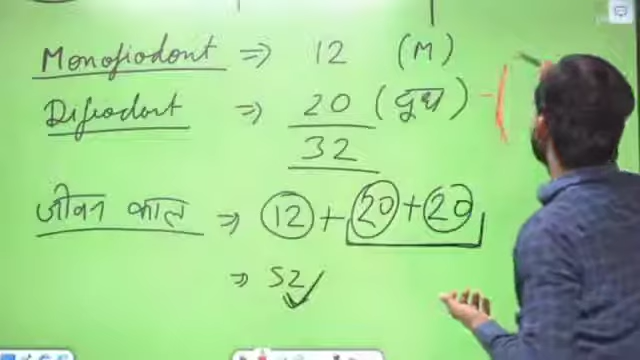 Monofiodont ⇒ 12 (M)
Difiodont ⇒ 20 (दुध) - (
32
जीवन काल ⇒ 12 + 20 + 20
⇒ 52 ✓